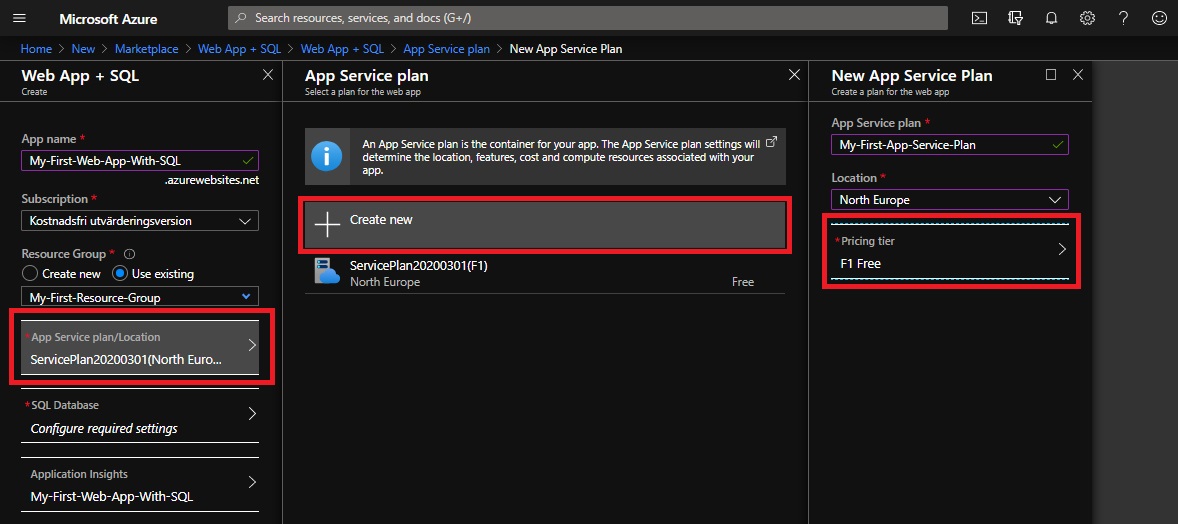 Microsoft Azure
Search resources, services, and docs (G+/)
Home > New > Marketplace > Web App + SQL > Web App + SQL > App Service plan > New App Service Plan
Web App + SQL
Create
App name *
My-First-Web-App-With-SQL
.azurewebsites.net
Subscription *
Kostnadsfri utvärderingsversion
Resource Group *
Create new
Use existing
My-First-Resource-Group
* App Service plan/Location
ServicePlan20200301(North Euro...
* SQL Database
Configure required settings
Application Insights
My-First-Web-App-With-SQL
App Service plan
Select a plan for the web app
An App Service plan is the container for your app. The App Service plan settings will
determine the location, features, cost and compute resources associated with your
app.
Create new
ServicePlan20200301(F1)
North Europe
Free
New App Service Plan
Create a plan for the web app
App Service plan *
My-First-App-Service-Plan
Location *
North Europe
* Pricing tier
F1 Free